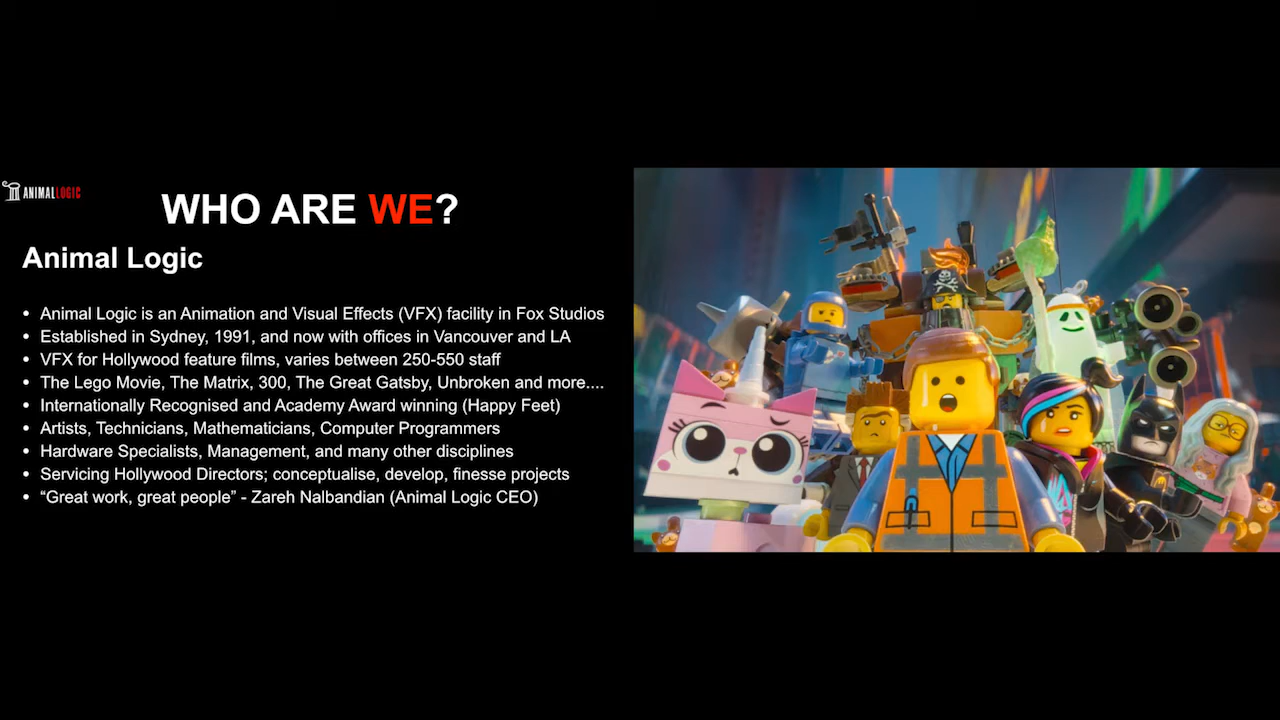 ANIMALLOGIC
WHO ARE WE?
Animal Logic
• Animal Logic is an Animation and Visual Effects (VFX) facility in Fox Studios
• Established in Sydney, 1991, and now with offices in Vancouver and LA
• VFX for Hollywood feature films, varies between 250-550 staff
• The Lego Movie, The Matrix, 300, The Great Gatsby, Unbroken and more....
• Internationally Recognised and Academy Award winning (Happy Feet)
• Artists, Technicians, Mathematicians, Computer Programmers
• Hardware Specialists, Management, and many other disciplines
• Servicing Hollywood Directors; conceptualise, develop, finesse projects
• “Great work, great people” - Zareh Nalbandian (Animal Logic CEO)